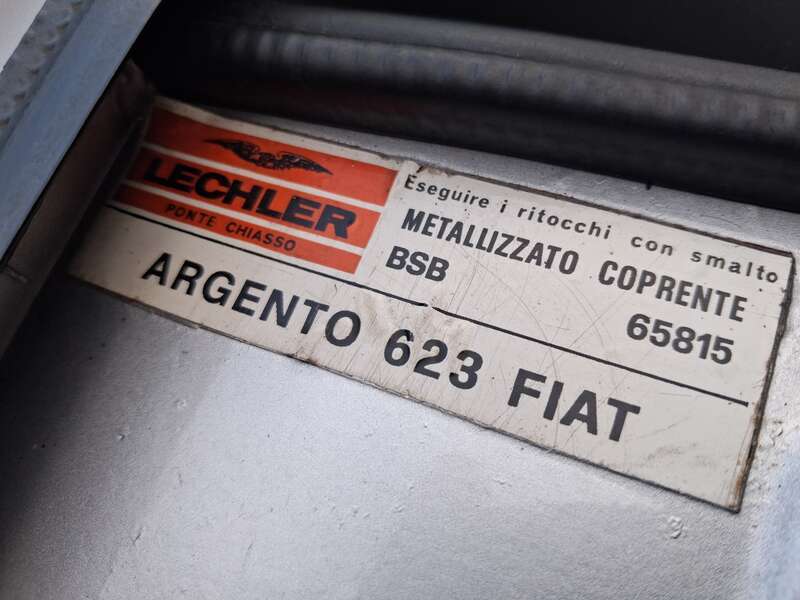 LECHLER
PONTE CHIASSO
Eseguire i ritocchi con smalto
METALLIZZATO COPRENTE
BSB 65815
ARGENTO 623 FIAT